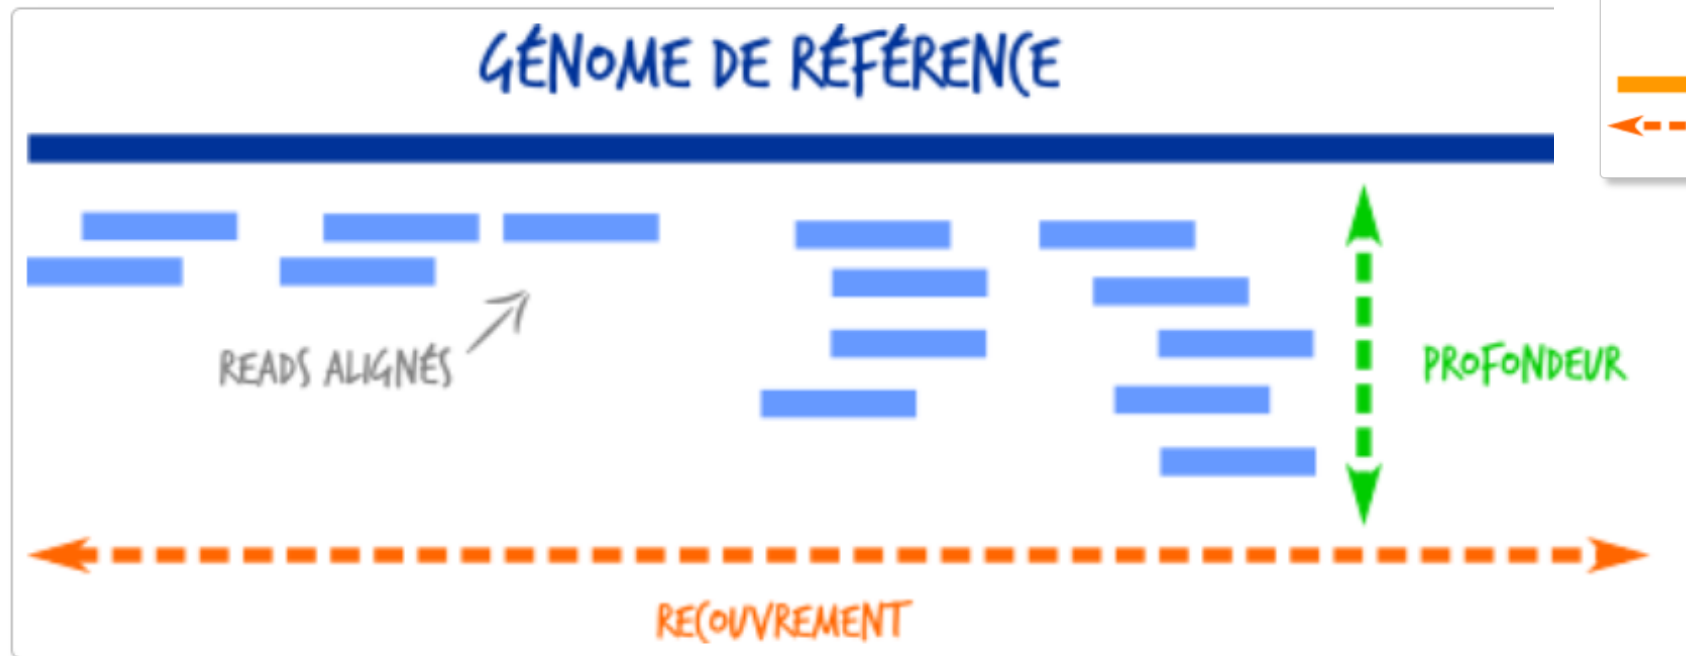 GÉNOME DE RÉFÉRENCE
READS ALIGNÉS
PROFONDEUR
RECOUVREMENT